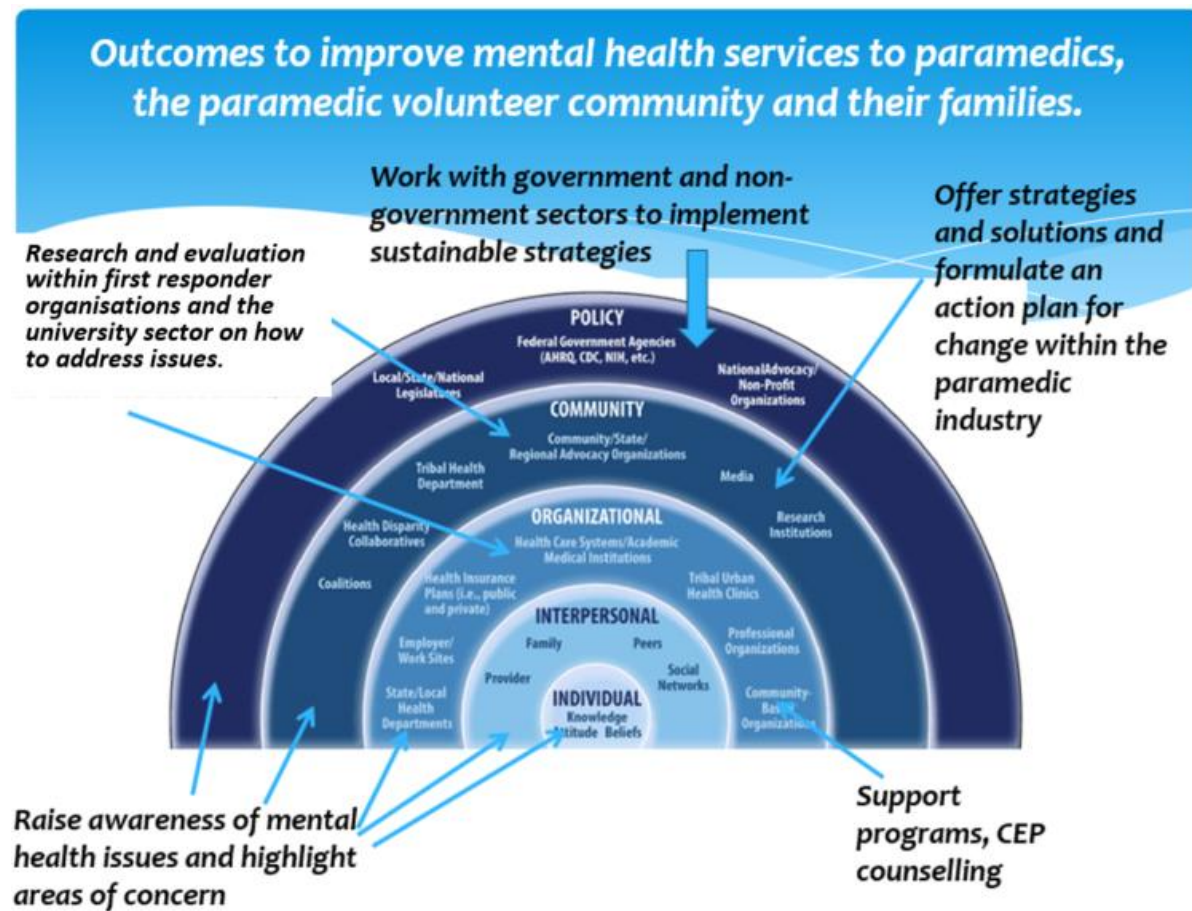 Outcomes to improve mental health services to paramedics,
the paramedic volunteer community and their families.
Work with government and non-
government sectors to implement
sustainable strategies
Offer strategies
and solutions and
formulate an
action plan for
change within the
paramedic
industry
Research and evaluation
within first responder
organisations and the
university sector on how
to address issues.
POLICY
Federal Government Agencies
(AHRQ, CDC, NIH, etc.)
Local/State/National
Legislatures
NationalAdvocacy/
Non-Profit
Organizations
COMMUNITY
Community/State/
Regional Advocacy Organizations
Tribal Health
Department
Media
Health Disparity
Collaboratives
Research
Institutions
Coalitions
ORGANIZATIONAL
Health Care Systems/Academic
Medical Institutions
Health Insurance
Plans (i.e., public
and private)
Tribal Urban
Health Clinics
Employer/
Work Sites
Professional
Organizations
State/Local
Health
Departments
Community-
Based
Organizations
INTERPERSONAL
Family
Peers
Provider
Social
Networks
INDIVIDUAL
Knowledge
Attitude Beliefs
Raise awareness of mental
health issues and highlight
areas of concern
Support
programs, CEP
counselling